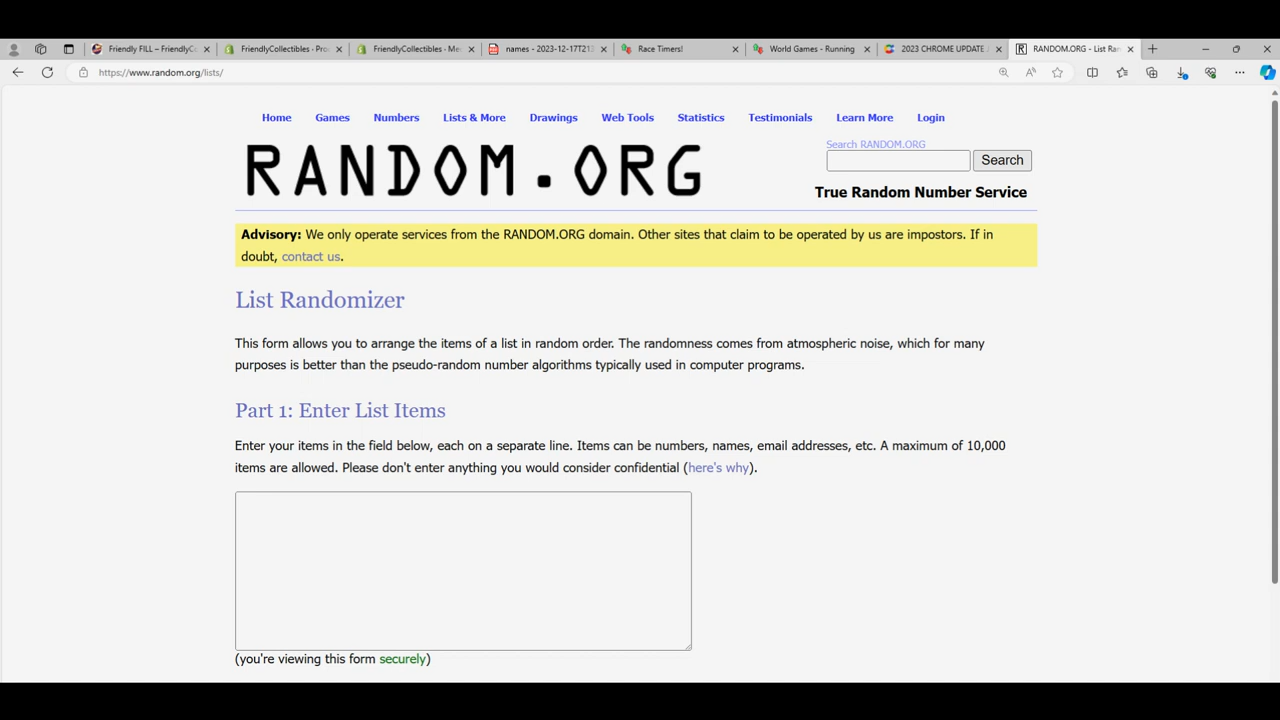 Friendly FILL – FriendlyC
FriendlyCollectibles · Pro
FriendlyCollectibles · Me
names - 2023-12-17T213
Race Timers!
World Games - Running
2023 CHROME UPDATE
RANDOM.ORG - List Ran
https://www.random.org/lists/
Home Games Numbers Lists & More Drawings Web Tools Statistics Testimonials Learn More Login
RANDOM.ORG
Search RANDOM.ORG
Search
True Random Number Service
Advisory: We only operate services from the RANDOM.ORG domain. Other sites that claim to be operated by us are impostors. If in
doubt, contact us.
List Randomizer
This form allows you to arrange the items of a list in random order. The randomness comes from atmospheric noise, which for many
purposes is better than the pseudo-random number algorithms typically used in computer programs.
Part 1: Enter List Items
Enter your items in the field below, each on a separate line. Items can be numbers, names, email addresses, etc. A maximum of 10,000
items are allowed. Please don't enter anything you would consider confidential (here's why).
(you're viewing this form securely)